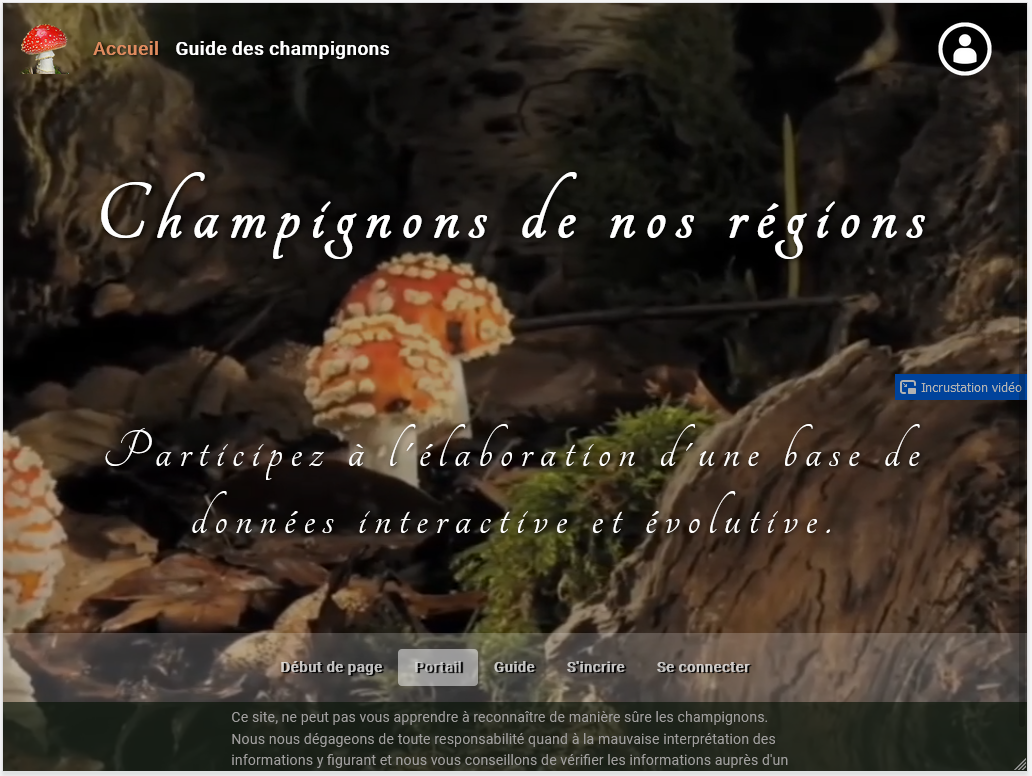 Accueil Guide des champignons
Champignons de nos régions
Incrustation vidéo
Participez à l'élaboration d'une base de
données interactive et évolutive.
Début de page Portail Guide S'incrire Se connecter
Ce site, ne peut pas vous apprendre à reconnaître de manière sûre les champignons.
Nous nous dégageons de toute responsabilité quand à la mauvaise interprétation des
informations y figurant et nous vous conseillons de vérifier les informations auprès d'un